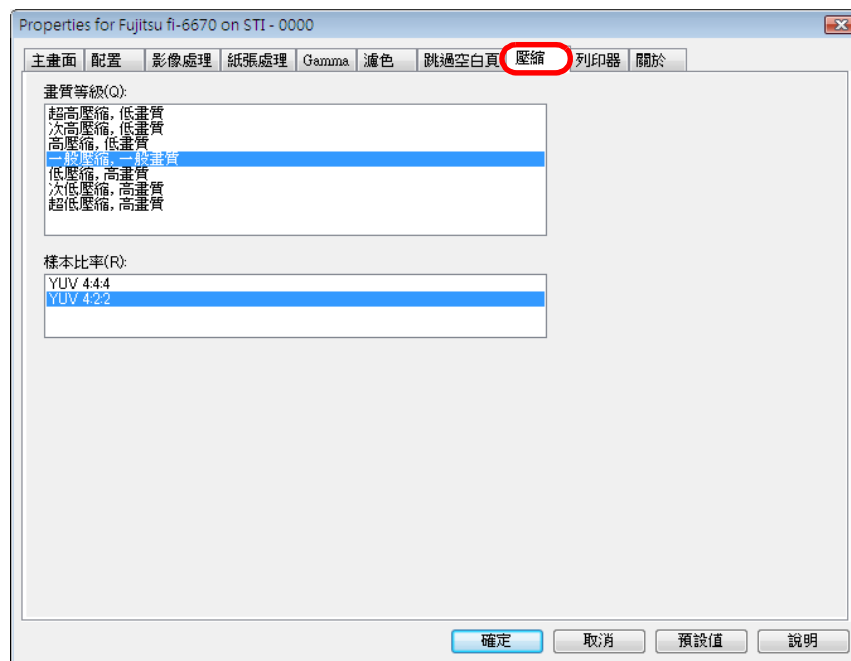 Properties for Fujitsu fi-6670 on STI - 0000
主畫面 配置 影像處理 紙張處理 Gamma 濾色 跳過空白頁 壓縮 列印器 關於
畫質等級(Q):
超高壓縮, 低畫質
次高壓縮, 低畫質
高壓縮, 低畫質
一般壓縮, 一般畫質
低壓縮, 高畫質
次低壓縮, 高畫質
超低壓縮, 高畫質
樣本比率(R):
YUV 4:4:4
YUV 4:2:2
確定 取消 預設值 說明